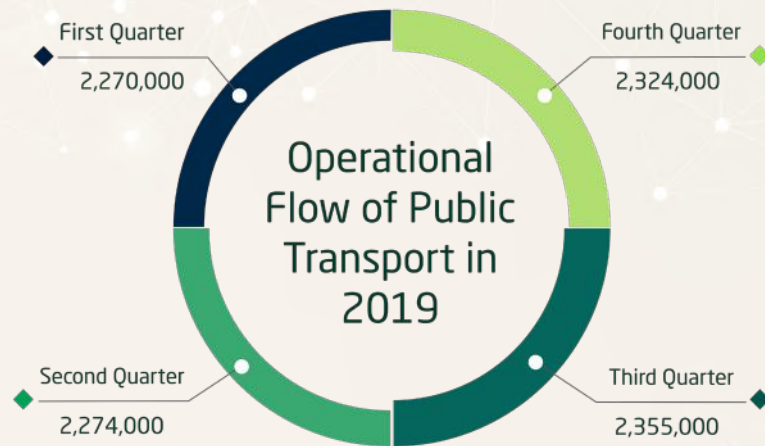 First Quarter
2,270,000
Fourth Quarter
2,324,000
Operational
Flow of Public
Transport in
2019
Second Quarter
2,274,000
Third Quarter
2,355,000